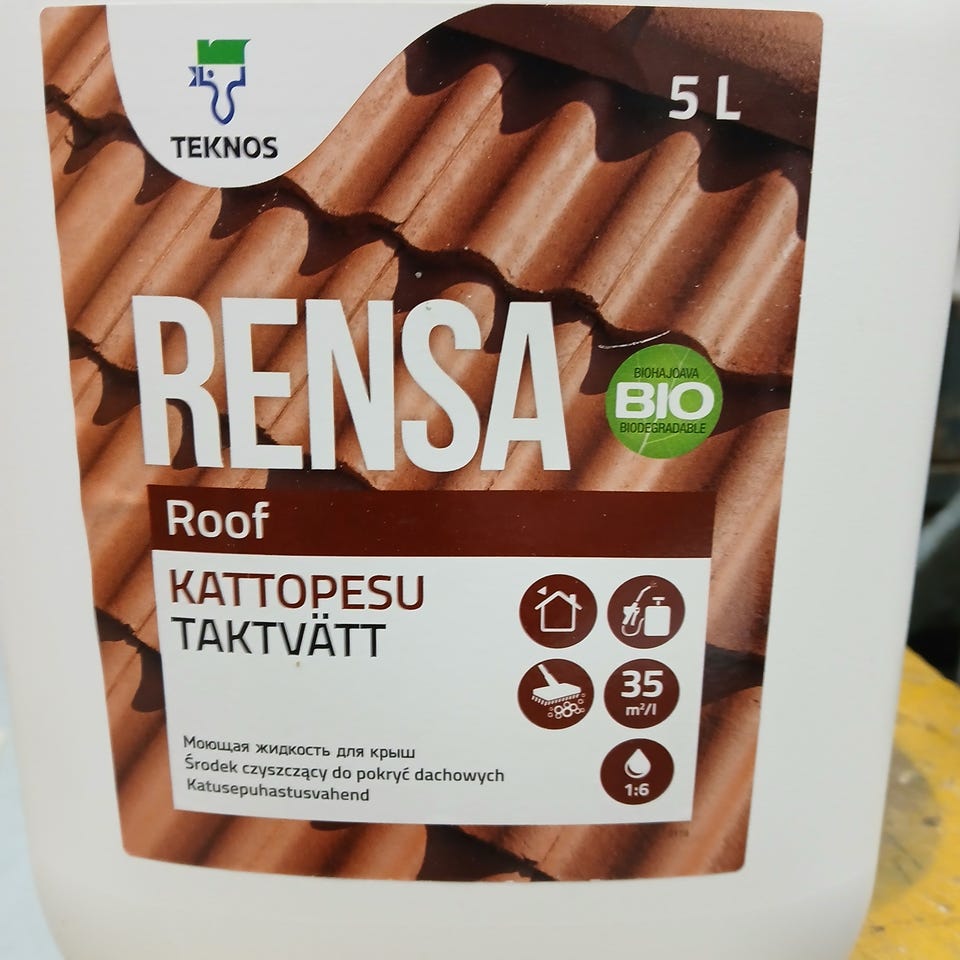 TEKNOS
5 L
RENSA
BIOHAJOAVA
BIO
BIODEGRADABLE
Roof
KATTOPESU
TAKTVÄTT
35
m²/l
1:6
Моющая жидкость для крыш
Środek czyszczący do pokryć dachowych
Katusepuhastusvahend